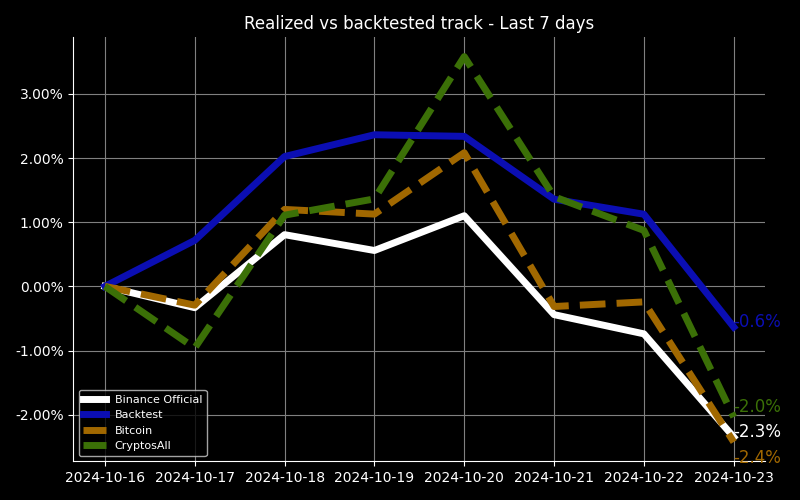 Realized vs backtested track - Last 7 days
3.00%
2.00%
1.00%
0.00%
-1.00%
-2.00%
-0.6%
-2.0%
-2.3%
-2.4%
Binance Official
Backtest
Bitcoin
CryptosAll
2024-10-16 2024-10-17 2024-10-18 2024-10-19 2024-10-20 2024-10-21 2024-10-22 2024-10-23